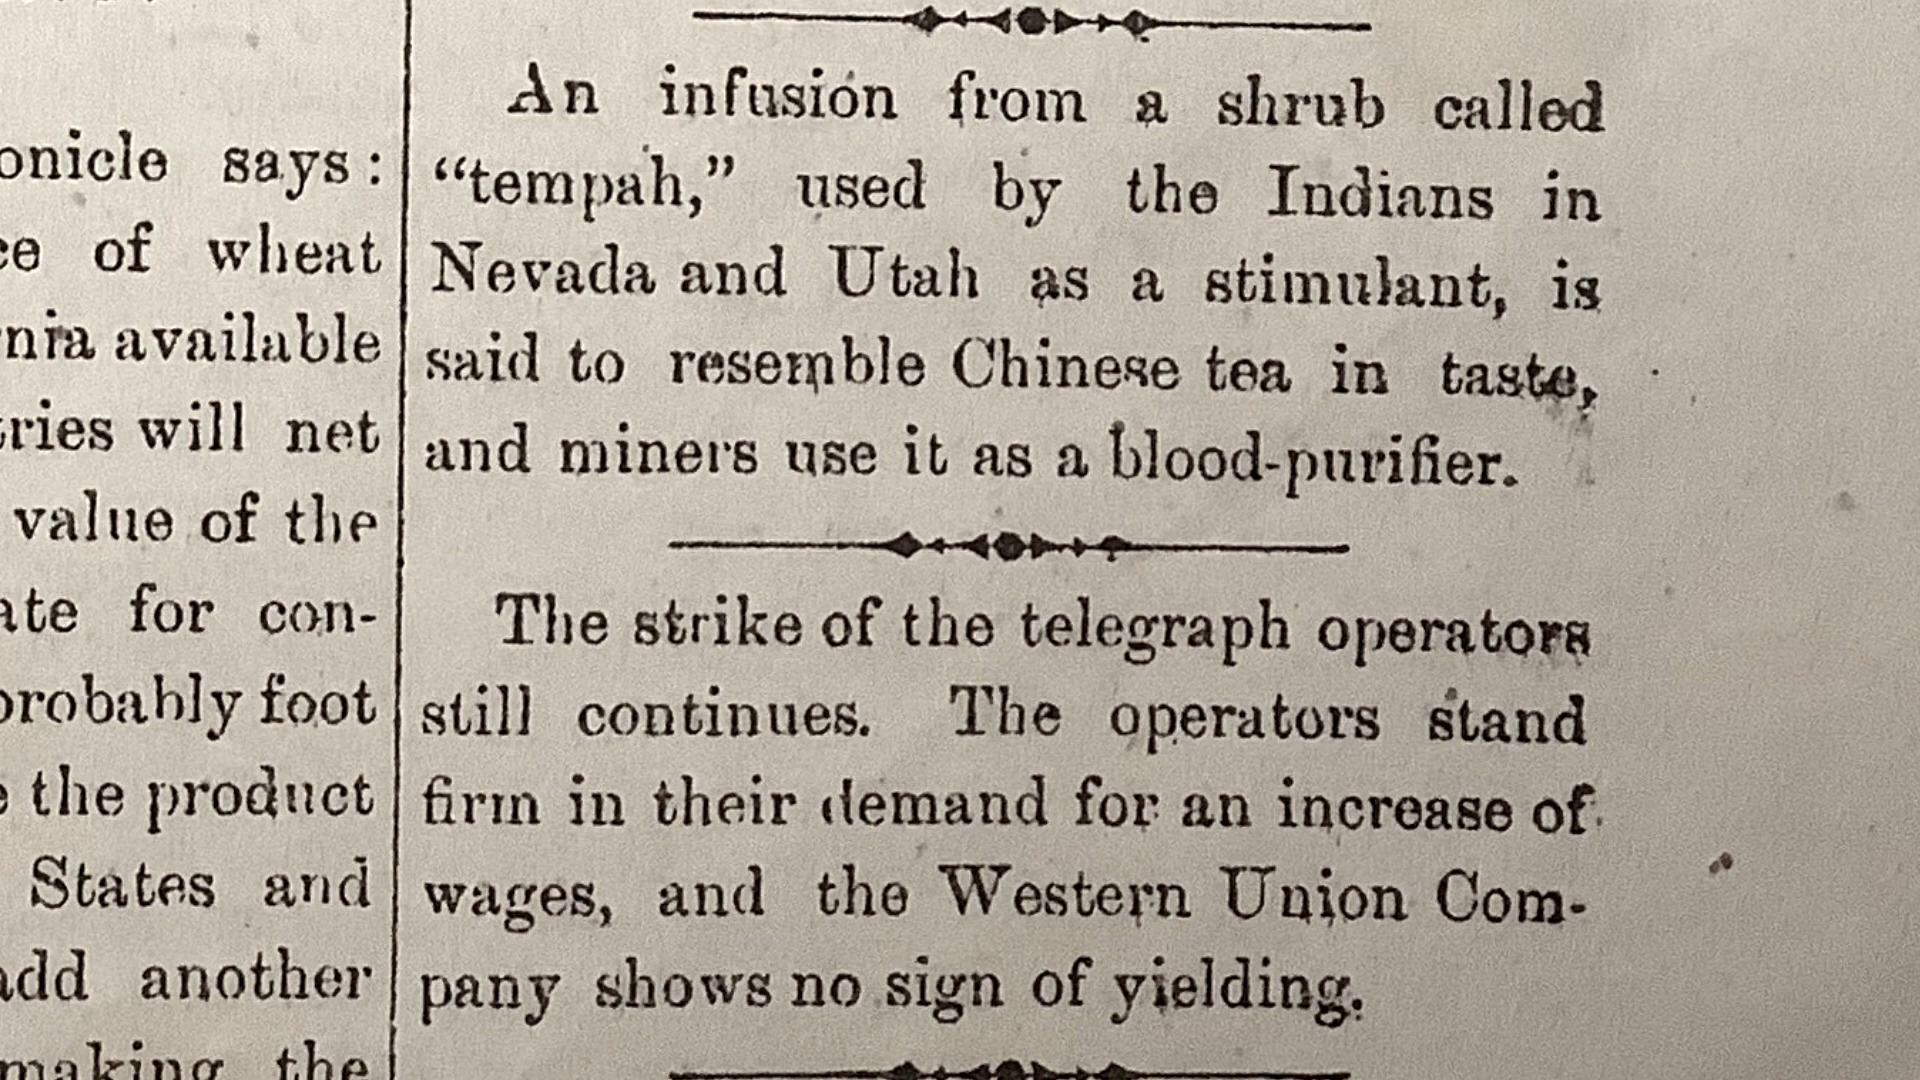 onicle says:
of wheat
available
will net
value of the
for con-
probably foot
the product
States and
add another
making the
An infusion from a shrub called
“tempah,” used by the Indians in
Nevada and Utah as a stimulant, is
said to resemble Chinese tea in taste,
and miners use it as a blood-purifier.
The strike of the telegraph operators
still continues. The operators stand
firm in their demand for an increase of
wages, and the Western Union Com-
pany shows no sign of yielding.